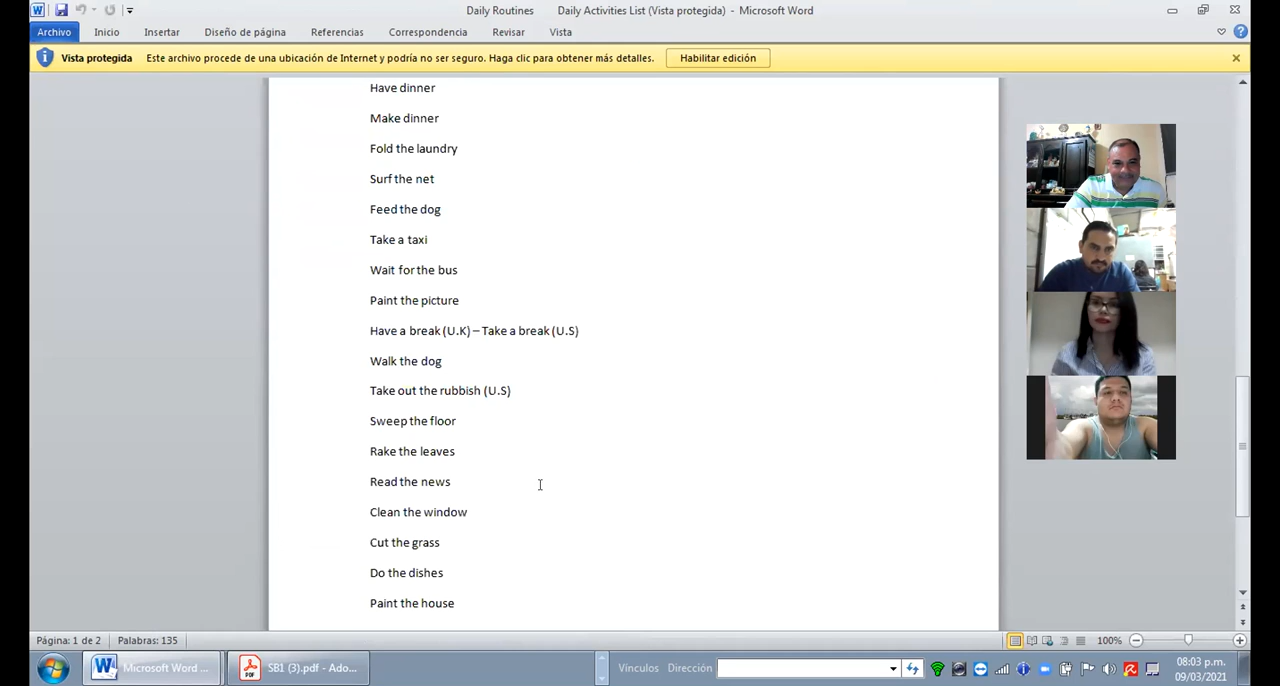 Daily Routines Daily Activities List (Vista protegida) - Microsoft Word
Archivo Inicio Insertar Diseño de página Referencias Correspondencia Revisar Vista
Vista protegida Este archivo procede de una ubicación de Internet y podría no ser seguro. Haga clic para obtener más detalles. Habilitar edición
Have dinner
Make dinner
Fold the laundry
Surf the net
Feed the dog
Take a taxi
Wait for the bus
Paint the picture
Have a break (U.K) – Take a break (U.S)
Walk the dog
Take out the rubbish (U.S)
Sweep the floor
Rake the leaves
Read the news
Clean the window
Cut the grass
Do the dishes
Paint the house
Página: 1 de 2 Palabras: 135 100%
Microsoft Word ... SB1 (3).pdf - Ado... Vínculos Dirección 08:03 p.m.
09/03/2021